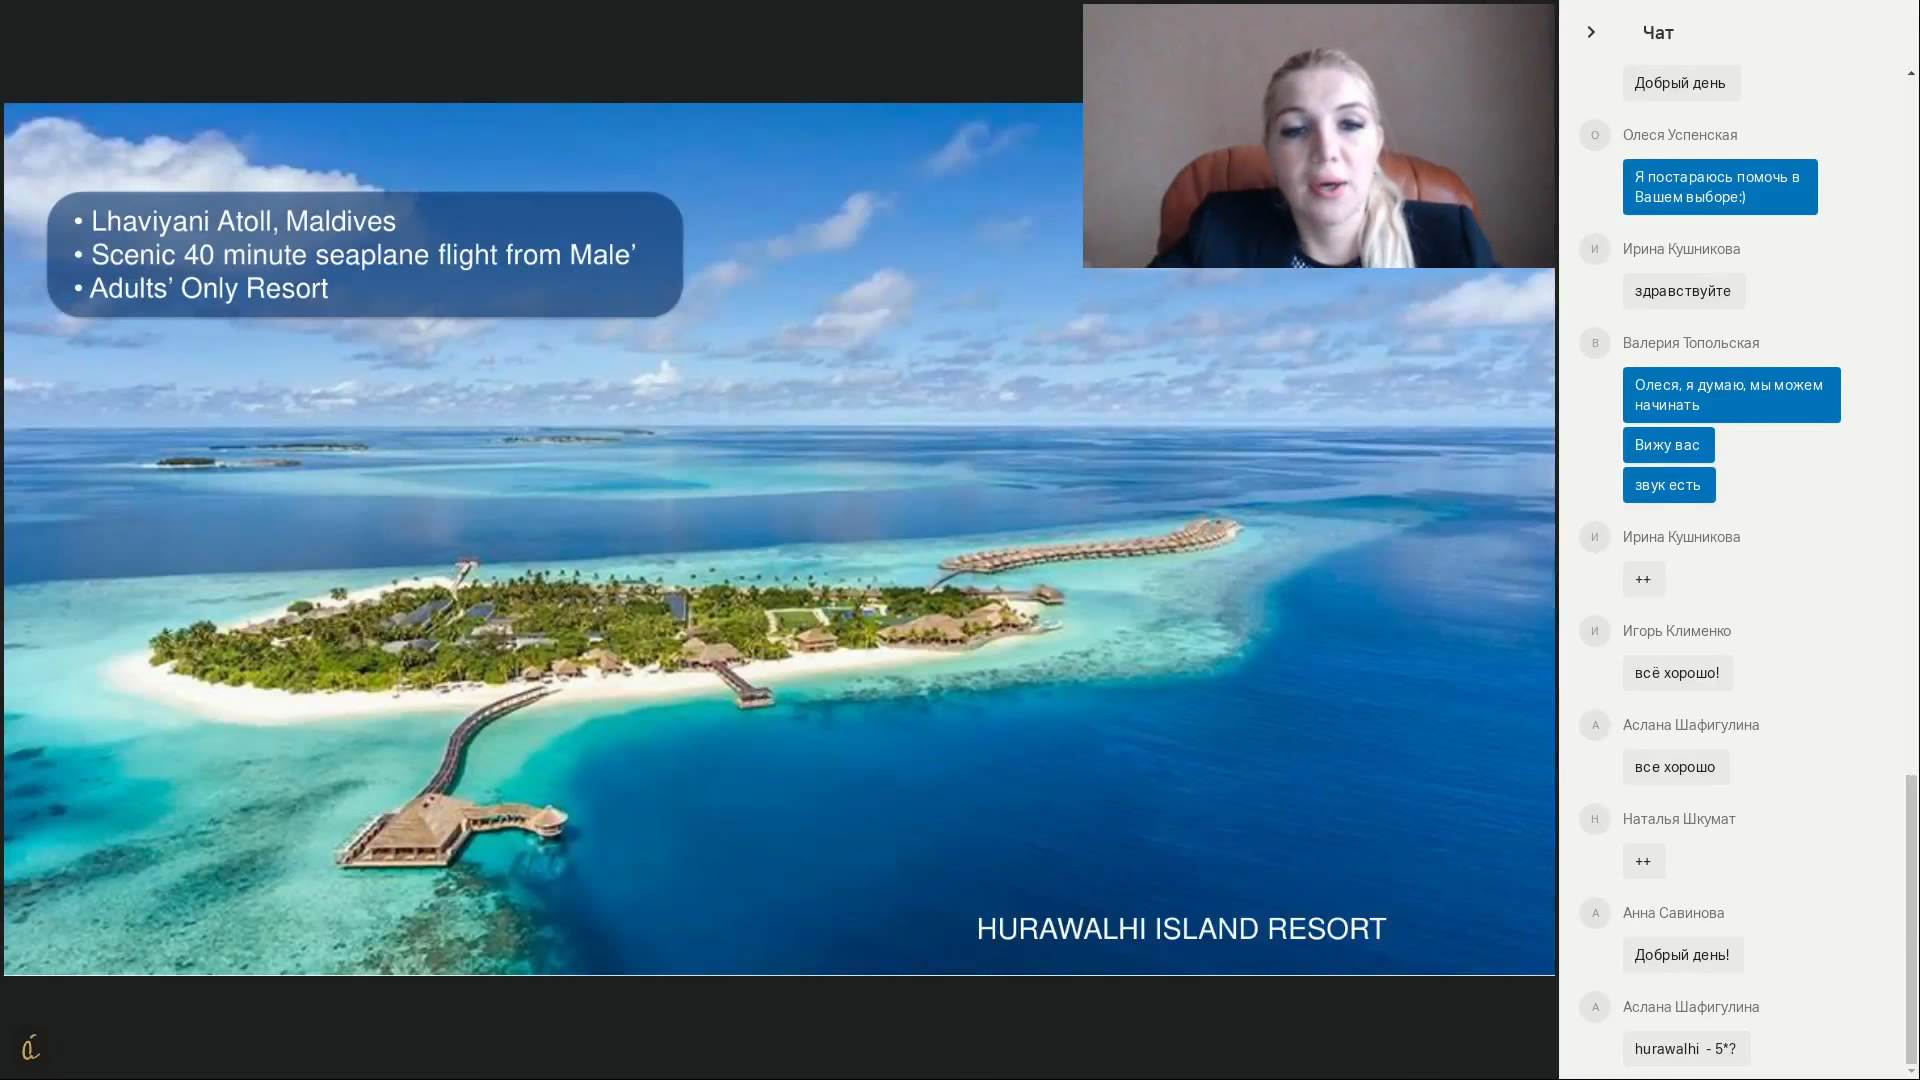 • Lhaviyani Atoll, Maldives
• Scenic 40 minute seaplane flight from Male’
• Adults’ Only Resort
HURAWALHI ISLAND RESORT
á
Чат
Добрый день
О
Олеся Успенская
Я постараюсь помочь в
Вашем выборе:)
И
Ирина Кушникова
здравствуйте
В
Валерия Топольская
Олеся, я думаю, мы можем
начинать
Вижу вас
звук есть
И
Ирина Кушникова
++
И
Игорь Клименко
всё хорошо!
А
Аслана Шафигулина
все хорошо
Н
Наталья Шкумат
++
А
Анна Савинова
Добрый день!
А
Аслана Шафигулина
hurawalhi - 5*?